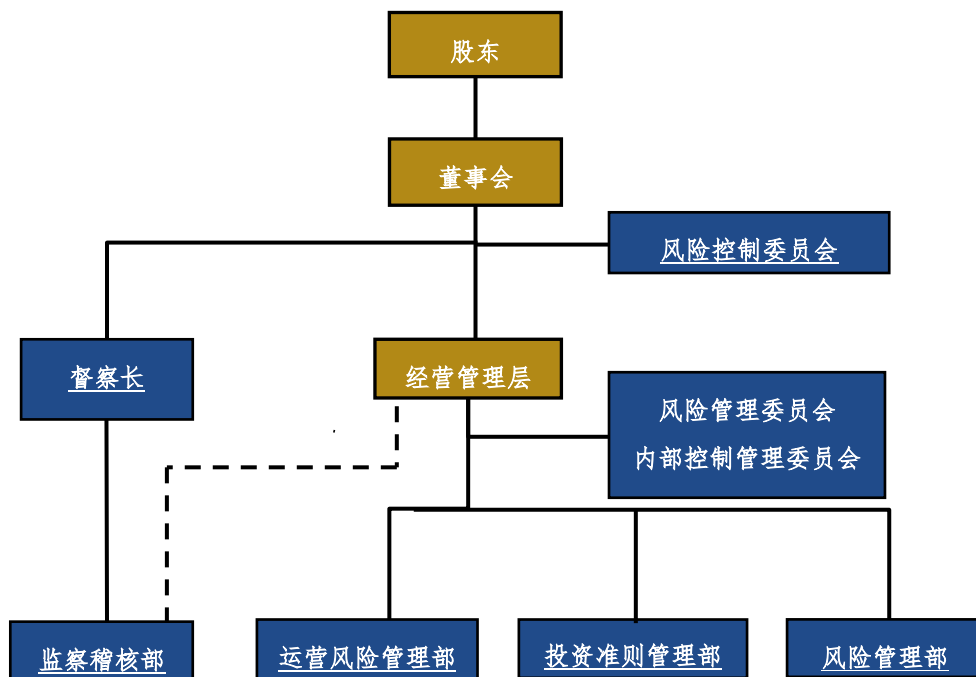 股东
董事会
风险控制委员会
督察长
经营管理层
风险管理委员会
内部控制管理委员会
监察稽核部
运营风险管理部
投资准则管理部
风险管理部